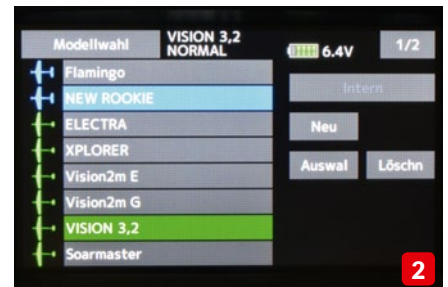 Modellwahl
VISION 3,2
NORMAL
6.4V
1/2
Flamingo
NEW ROOKIE
ELECTRA
XPLORER
Vision2m E
Vision2m G
VISION 3,2
Soarmaster
Intern
Neu
Auswal
Löschn
2